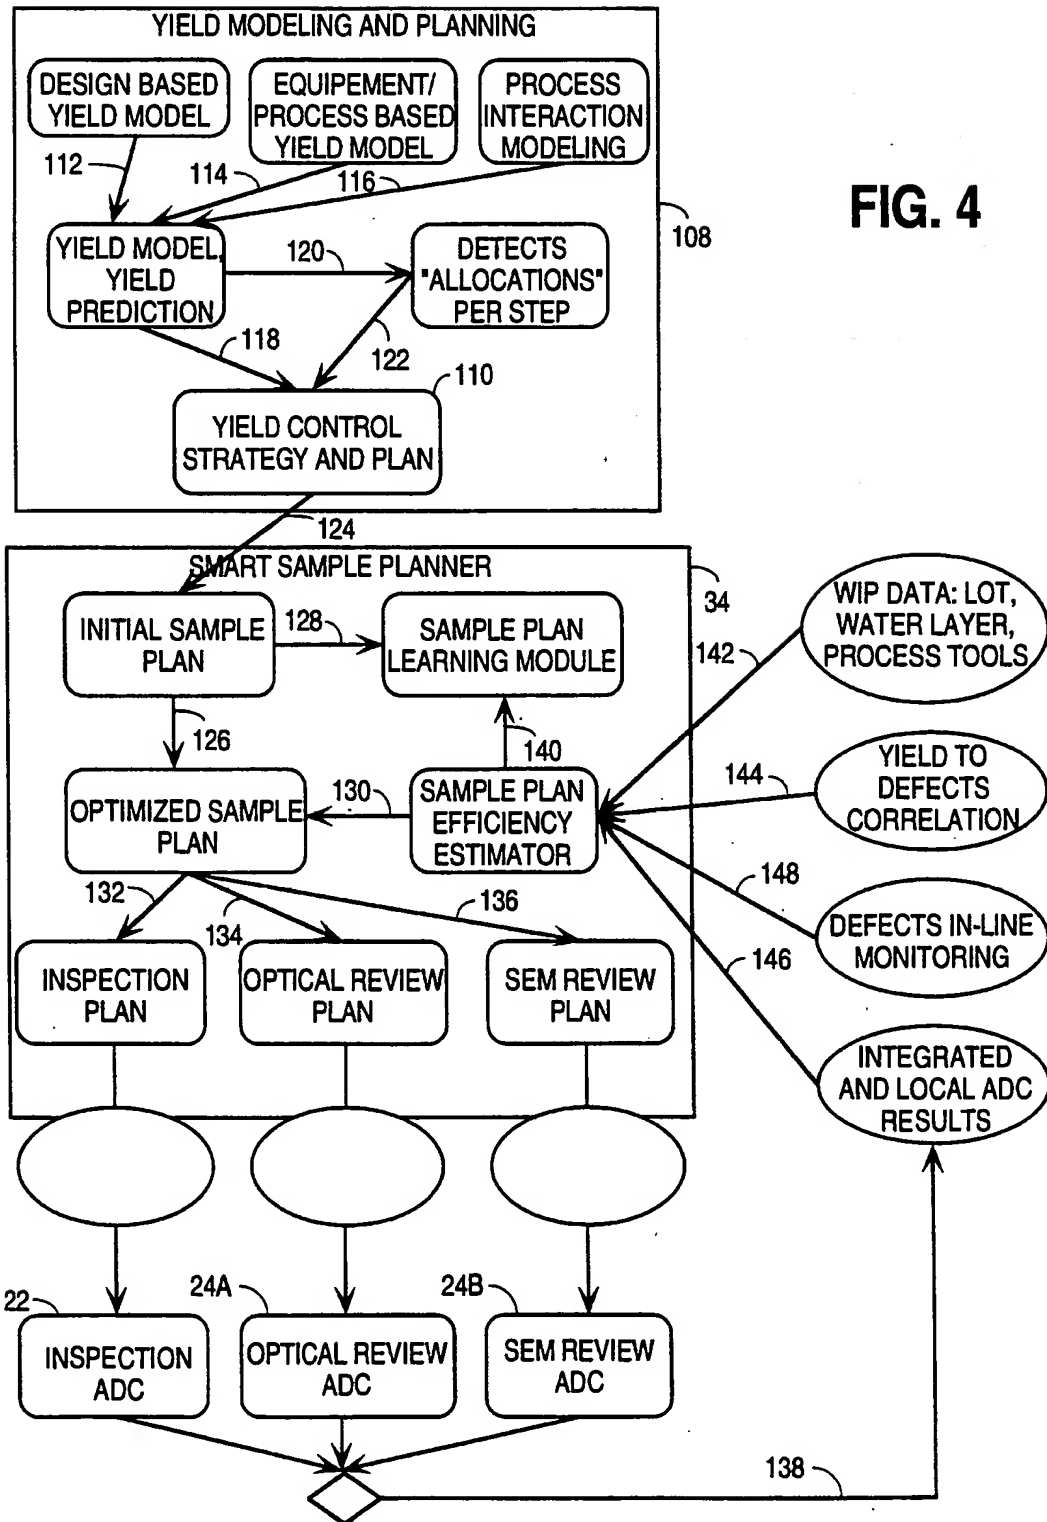 YIELD MODELING AND PLANNING
DESIGN BASED
YIELD MODEL
EQUIPEMENT/
PROCESS BASED
YIELD MODEL
PROCESS
INTERACTION
MODELING
112
114
116
108
FIG. 4
YIELD MODEL,
YIELD
PREDICTION
120
DETECTS
"ALLOCATIONS"
PER STEP
118
122
110
YIELD CONTROL
STRATEGY AND PLAN
124
SMART SAMPLE PLANNER
34
INITIAL SAMPLE
PLAN
128
SAMPLE PLAN
LEARNING MODULE
142
WIP DATA: LOT,
WATER LAYER,
PROCESS TOOLS
126
140
OPTIMIZED SAMPLE
PLAN
130
SAMPLE PLAN
EFFICIENCY
ESTIMATOR
144
YIELD TO
DEFECTS
CORRELATION
132
134
136
148
146
DEFECTS IN-LINE
MONITORING
INSPECTION
PLAN
OPTICAL REVIEW
PLAN
SEM REVIEW
PLAN
INTEGRATED
AND LOCAL ADC
RESULTS
22
24A
24B
INSPECTION
ADC
OPTICAL REVIEW
ADC
SEM REVIEW
ADC
138